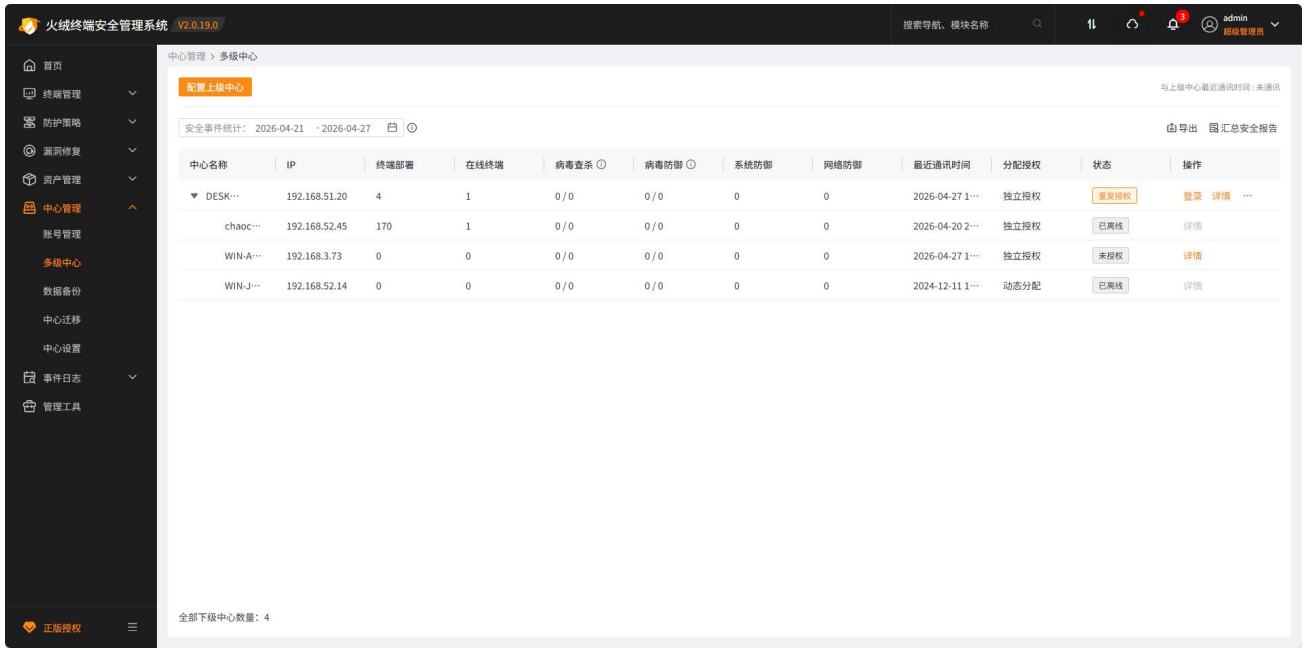 火绒终端安全管理系统 V2.0.19.0 搜索导航、模块名称 3 admin 超级管理员
首页
终端管理
防护策略
漏洞修复
资产管理
中心管理
账号管理
多级中心
数据备份
中心迁移
中心设置
事件日志
管理工具
正版授权
中心管理 > 多级中心
配置上级中心 与上级中心最近通讯时间 : 未通讯
安全事件统计： 2026-04-21 - 2026-04-27 导出 汇总安全报告
中心名称 IP 终端部署 在线终端 病毒查杀 病毒防御 系统防御 网络防御 最近通讯时间 分配授权 状态 操作
DESK··· 192.168.51.20 4 1 0 / 0 0 / 0 0 0 2026-04-27 1··· 独立授权 重复授权 登录 详情 ···
chaoc··· 192.168.52.45 170 1 0 / 0 0 / 0 0 0 2026-04-20 2··· 独立授权 已离线 详情
WIN-A··· 192.168.3.73 0 0 0 / 0 0 / 0 0 0 2026-04-27 1··· 独立授权 未授权 详情
WIN-J··· 192.168.52.14 0 0 0 / 0 0 / 0 0 0 2024-12-11 1··· 动态分配 已离线 详情
全部下级中心数量： 4